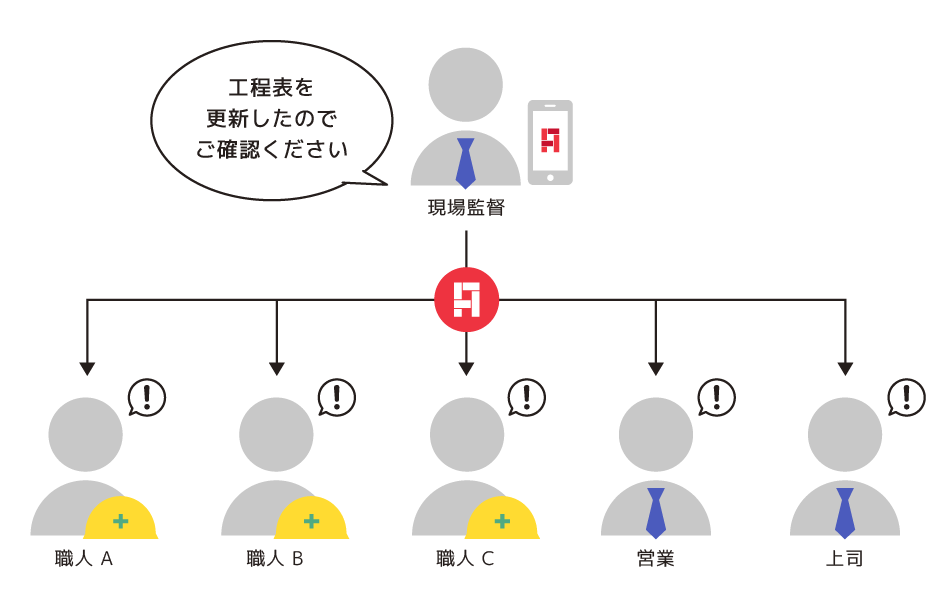 工程表を
更新したので
ご確認ください
現場監督
職人 A
職人 B
職人 C
営業
上司